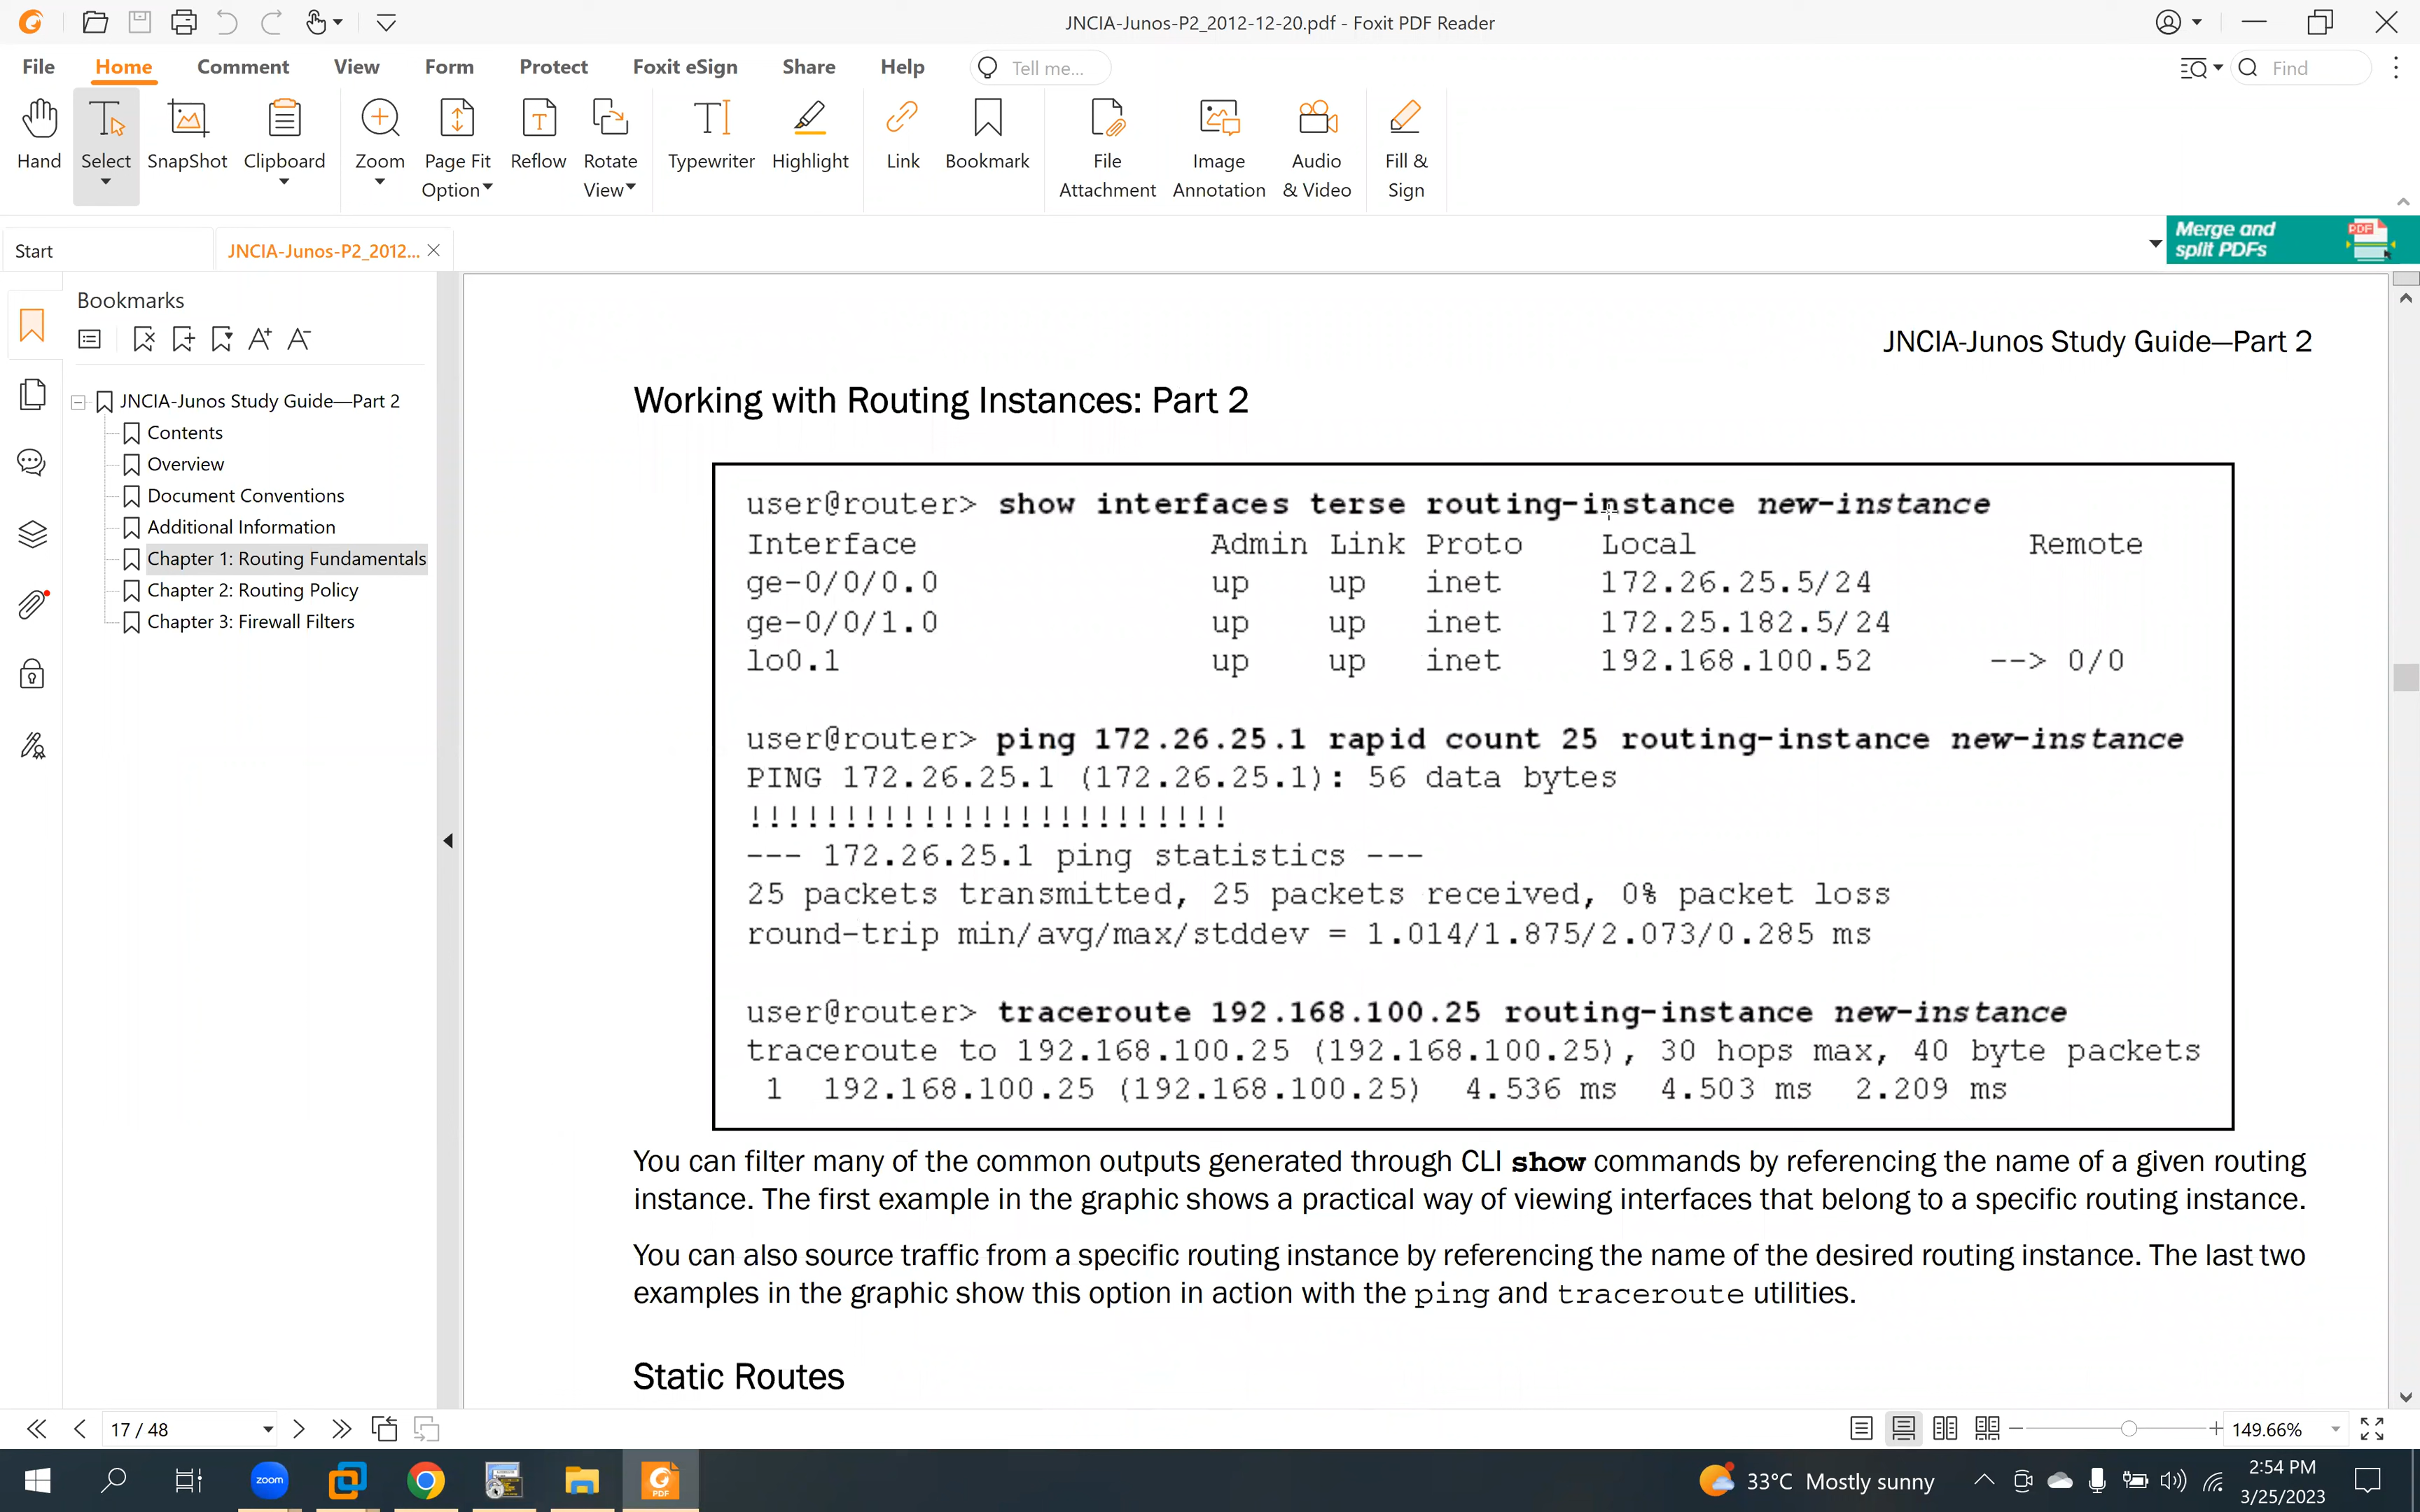 JNCIA-Junos-P2_2012-12-20.pdf - Foxit PDF Reader
File Home Comment View Form Protect Foxit eSign Share Help Tell me... Find
Hand Select SnapShot Clipboard Zoom Page Fit Option Reflow Rotate View Typewriter Highlight Link Bookmark File Attachment Image Annotation Audio & Video Fill & Sign
Start JNCIA-Junos-P2_2012... Merge and split PDFs PDF
Bookmarks
JNCIA-Junos Study Guide—Part 2
Contents
Overview
Document Conventions
Additional Information
Chapter 1: Routing Fundamentals
Chapter 2: Routing Policy
Chapter 3: Firewall Filters
JNCIA-Junos Study Guide—Part 2
Working with Routing Instances: Part 2
user@router> show interfaces terse routing-instance new-instance
Interface Admin Link Proto Local Remote
ge-0/0/0.0 up up inet 172.26.25.5/24
ge-0/0/1.0 up up inet 172.25.182.5/24
lo0.1 up up inet 192.168.100.52 --> 0/0
user@router> ping 172.26.25.1 rapid count 25 routing-instance new-instance
PING 172.26.25.1 (172.26.25.1): 56 data bytes
!!!!!!!!!!!!!!!!!!!!!!!!!
--- 172.26.25.1 ping statistics ---
25 packets transmitted, 25 packets received, 0% packet loss
round-trip min/avg/max/stddev = 1.014/1.875/2.073/0.285 ms
user@router> traceroute 192.168.100.25 routing-instance new-instance
traceroute to 192.168.100.25 (192.168.100.25), 30 hops max, 40 byte packets
1 192.168.100.25 (192.168.100.25) 4.536 ms 4.503 ms 2.209 ms
You can filter many of the common outputs generated through CLI show commands by referencing the name of a given routing
instance. The first example in the graphic shows a practical way of viewing interfaces that belong to a specific routing instance.
You can also source traffic from a specific routing instance by referencing the name of the desired routing instance. The last two
examples in the graphic show this option in action with the ping and traceroute utilities.
Static Routes
17 / 48 149.66%
zoom PDF 33°C Mostly sunny 2:54 PM
3/25/2023